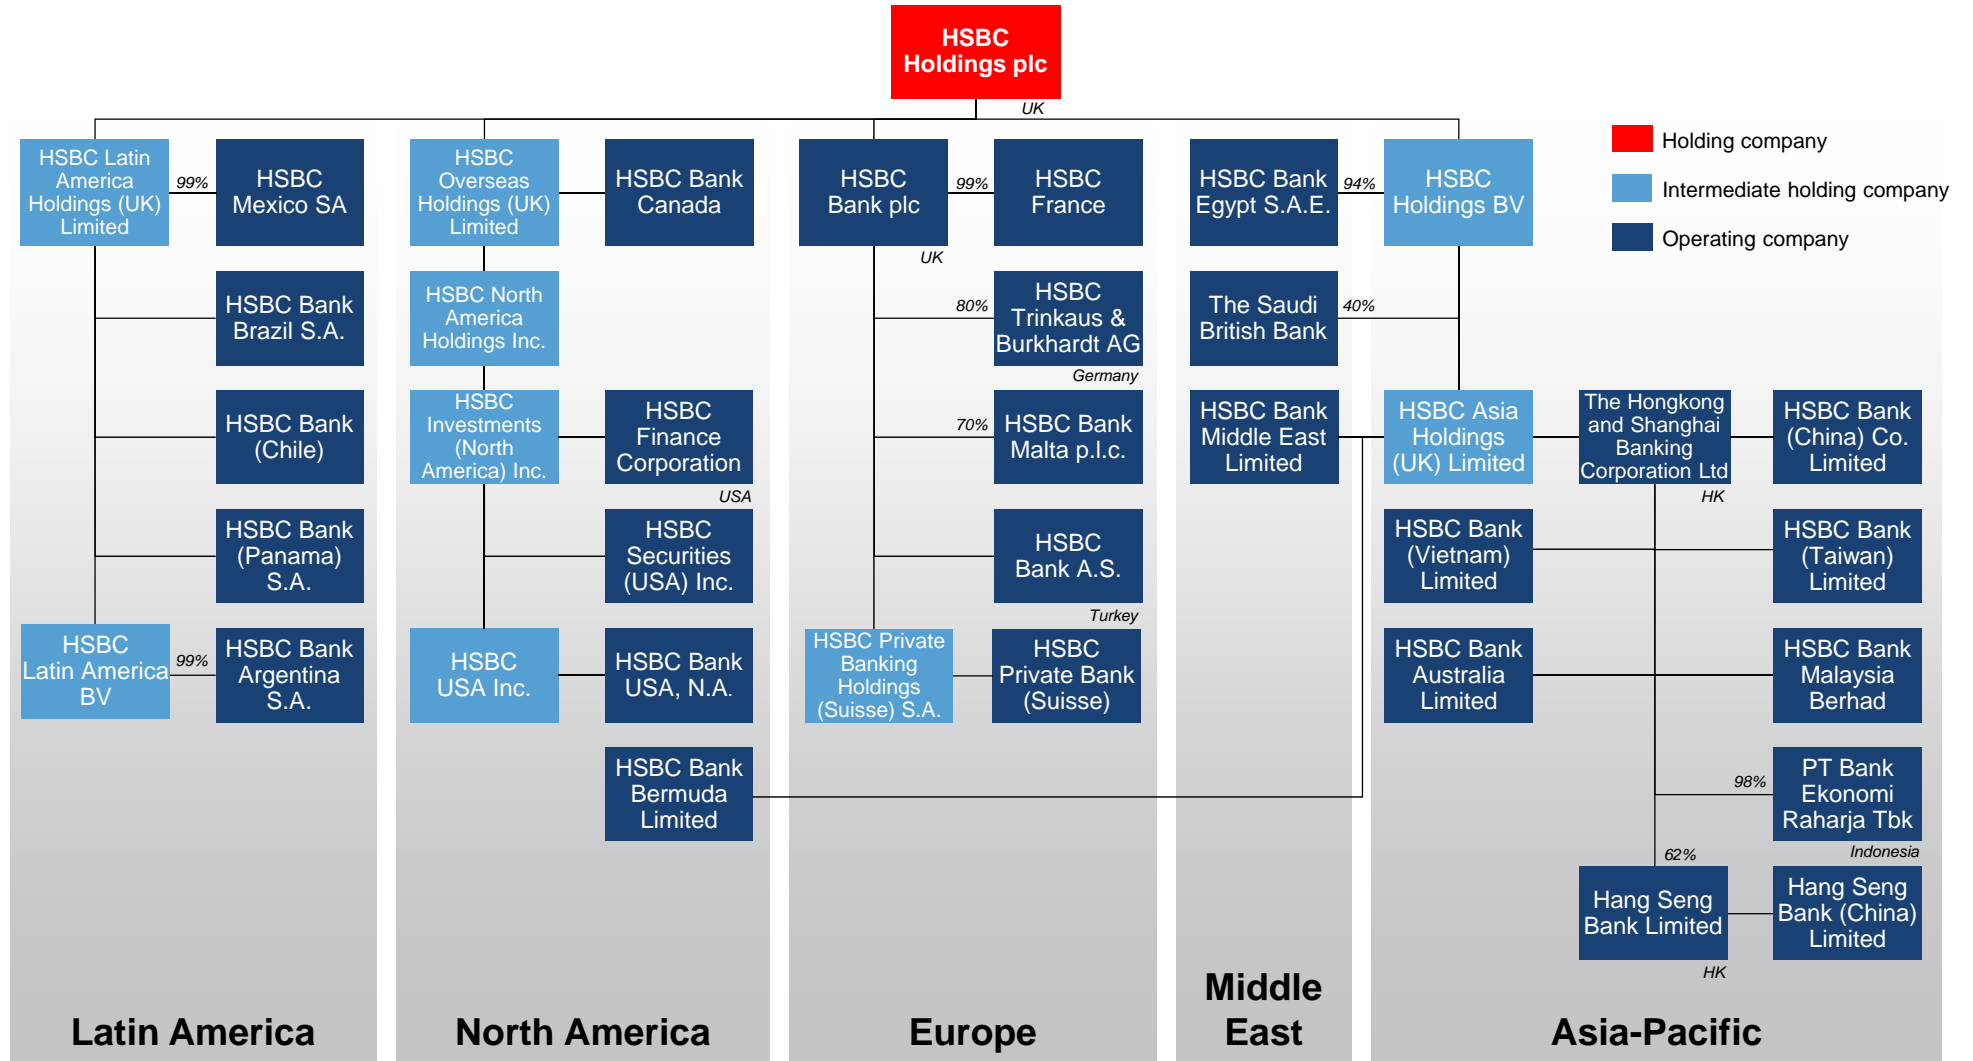 HSBC
Holdings plc
UK
Holding company
Intermediate holding company
Operating company
HSBC Latin
America
Holdings (UK)
Limited
99%
HSBC
Mexico SA
HSBC Bank
Brazil S.A.
HSBC Bank
(Chile)
HSBC Bank
(Panama)
S.A.
HSBC
Latin America
BV
99%
HSBC Bank
Argentina
S.A.
Latin America
HSBC
Overseas
Holdings (UK)
Limited
HSBC Bank
Canada
HSBC North
America
Holdings Inc.
HSBC
Investments
(North
America) Inc.
HSBC
Finance
Corporation
USA
HSBC
Securities
(USA) Inc.
HSBC
USA Inc.
HSBC Bank
USA, N.A.
HSBC Bank
Bermuda
Limited
North America
HSBC
Bank plc
UK
99%
HSBC
France
80%
HSBC
Trinkaus &
Burkhardt AG
Germany
70%
HSBC Bank
Malta p.l.c.
HSBC
Bank A.S.
Turkey
HSBC Private
Banking
Holdings
(Suisse) S.A.
HSBC
Private Bank
(Suisse)
Europe
HSBC Bank
Egypt S.A.E.
94%
The Saudi
British Bank
40%
HSBC Bank
Middle East
Limited
Middle
East
HSBC
Holdings BV
HSBC Asia
Holdings
(UK) Limited
The Hongkong
and Shanghai
Banking
Corporation Ltd
HK
HSBC Bank
(China) Co.
Limited
HSBC Bank
(Vietnam)
Limited
HSBC Bank
(Taiwan)
Limited
HSBC Bank
Australia
Limited
HSBC Bank
Malaysia
Berhad
98%
PT Bank
Ekonomi
Raharja Tbk
Indonesia
62%
Hang Seng
Bank Limited
HK
Hang Seng
Bank (China)
Limited
Asia-Pacific